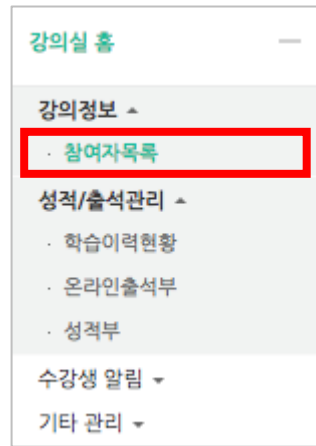 강의실 홈
강의정보 ▲
· 참여자목록
성적/출석관리 ▲
· 학습이력현황
· 온라인출석부
· 성적부
수강생 알림 ▼
기타 관리 ▼